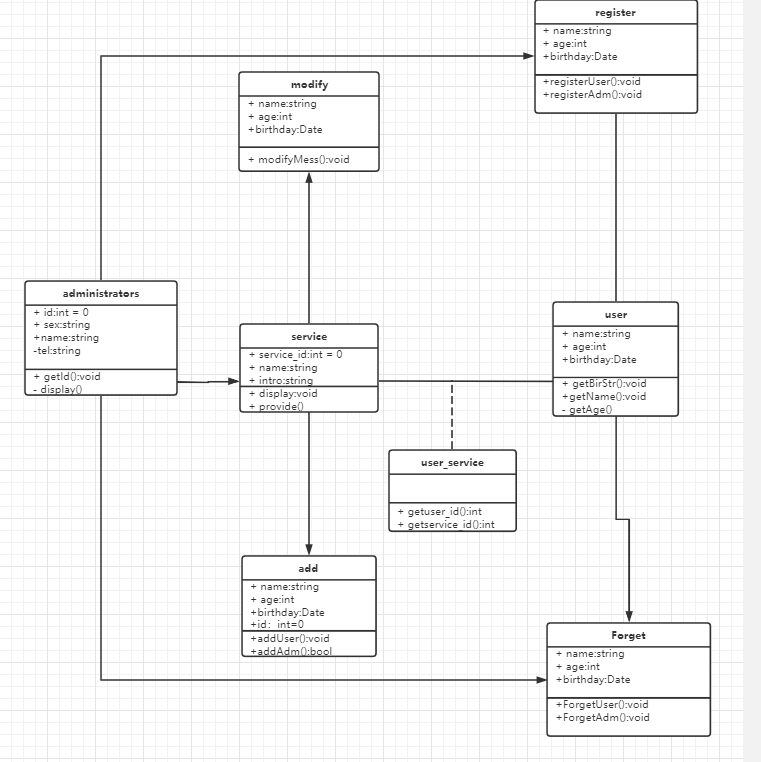 register
+ name:string
+ age:int
+birthday:Date
+registerUser():void
+registerAdm():void
modify
+ name:string
+ age:int
+birthday:Date
+ modifyMess():void
administrators
+ id:int = 0
+ sex:string
+name:string
-tel:string
+ getId():void
- display()
service
+ service_id:int = 0
+ name:string
+ intro:string
+ display:void
+ provide()
user
+ name:string
+ age:int
+birthday:Date
+ getBirStr():void
+getName():void
- getAge()
user_service
+ getuser_id():int
+ getservice_id():int
add
+ name:string
+ age:int
+birthday:Date
+id: int=0
+addUser():void
+addAdm():bool
Forget
+ name:string
+ age:int
+birthday:Date
+ForgetUser():void
+ForgetAdm():void